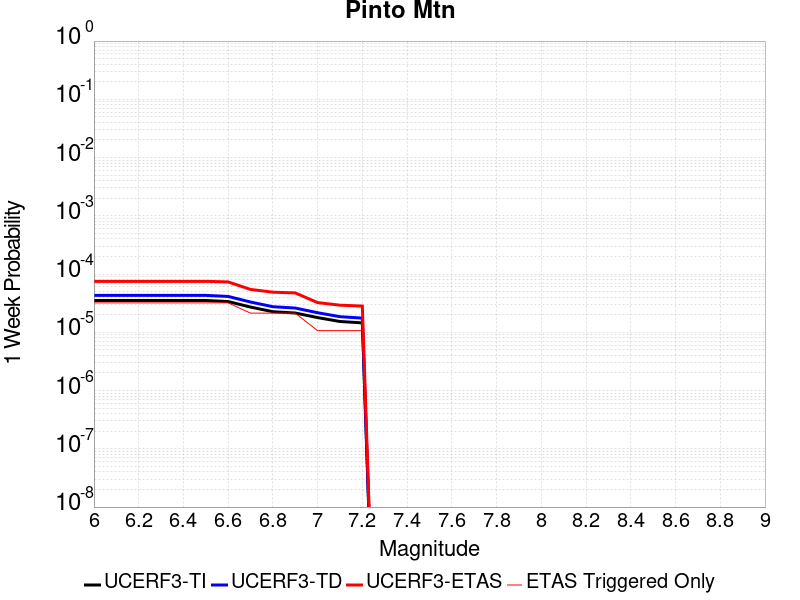 Pinto Mtn
10^0
10^-1
10^-2
10^-3
10^-4
10^-5
10^-6
10^-7
10^-8
1 Week Probability
6 6.2 6.4 6.6 6.8 7 7.2 7.4 7.6 7.8 8 8.2 8.4 8.6 8.8 9
Magnitude
UCERF3-TI UCERF3-TD UCERF3-ETAS ETAS Triggered Only